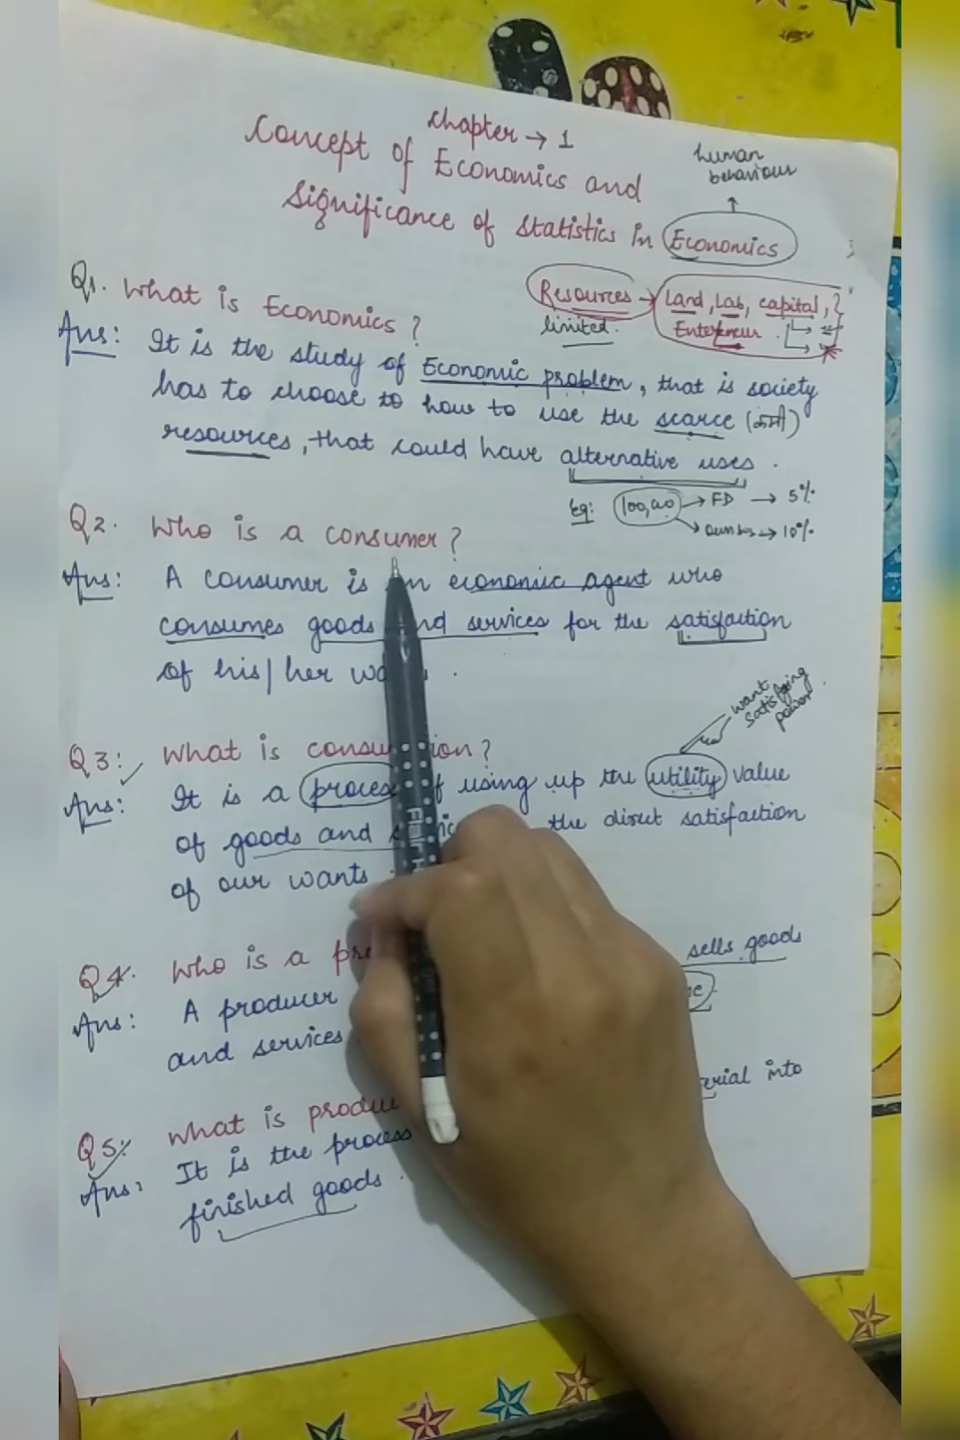 Chapter → 1
Concept of Economics and
Significance of Statistics in Economics
human
behaviour
Resources → Land, Lab, capital,
limited. Enterpreneur
Q1. What is Economics?
Ans: It is the study of Economic problem, that is society
has to choose to how to use the scarce (कमी)
resources, that could have alternative uses.
Eg: 100,00 → FD → 5%
→ 10%
Q2. Who is a consumer?
Ans: A consumer is an economic agent who
consumes goods and services for the satisfaction
of his/her
want
satisfying
power
Q3: What is
Ans: It is a process of using up the utility value
of goods and the direct satisfaction
of our wants
Q4. Who is a
sells goods
Ans: A producer
and services
Q5. What is
into
Ans: It is the process
finished goods.